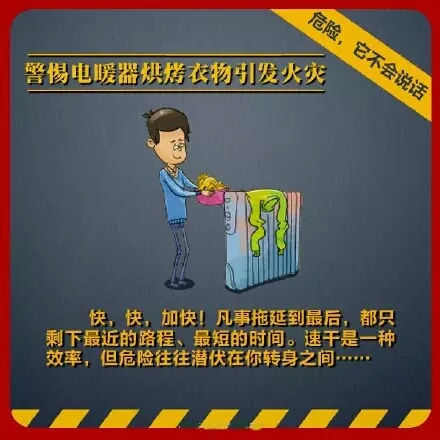 危险，它不会说话
警惕电暖器烘烤衣物引发火灾
快，快，加快！凡事拖延到最后，都只
剩下最近的路程、最短的时间。速干是一种
效率，但危险往往潜伏在你转身之间……